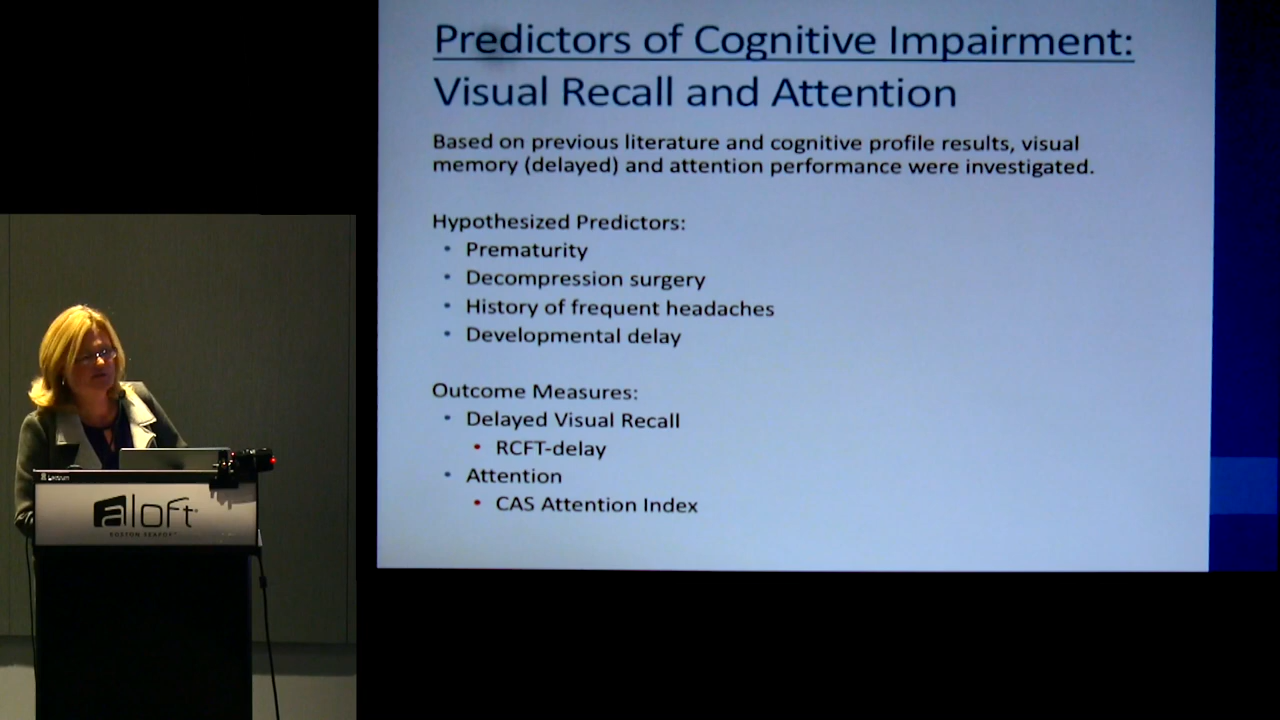 Predictors of Cognitive Impairment:
Visual Recall and Attention
Based on previous literature and cognitive profile results, visual
memory (delayed) and attention performance were investigated.
Hypothesized Predictors:
• Prematurity
• Decompression surgery
• History of frequent headaches
• Developmental delay
Outcome Measures:
• Delayed Visual Recall
• RCFT-delay
• Attention
• CAS Attention Index
aloft
BOSTON SEAPORT